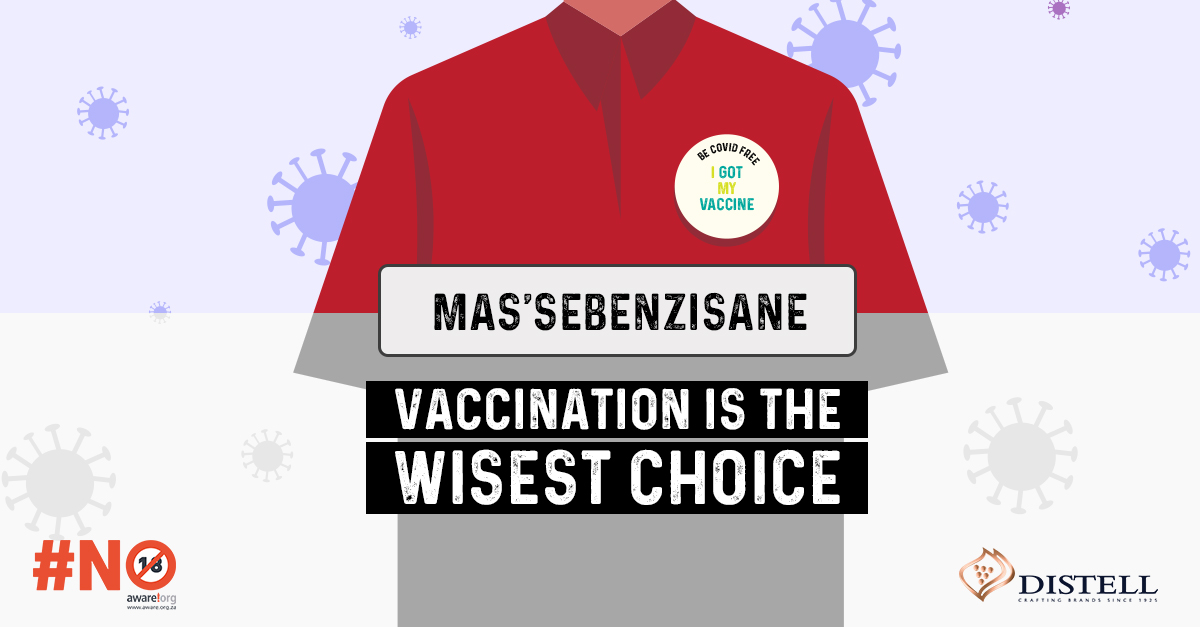 BE COVID FREE
I GOT
MY
VACCINE
MAS'SEBENZISANE
VACCINATION IS THE
WISEST CHOICE
#NO
18
aware!org
www.aware.org.za
DISTELL
CRAFTING BRANDS SINCE 1925